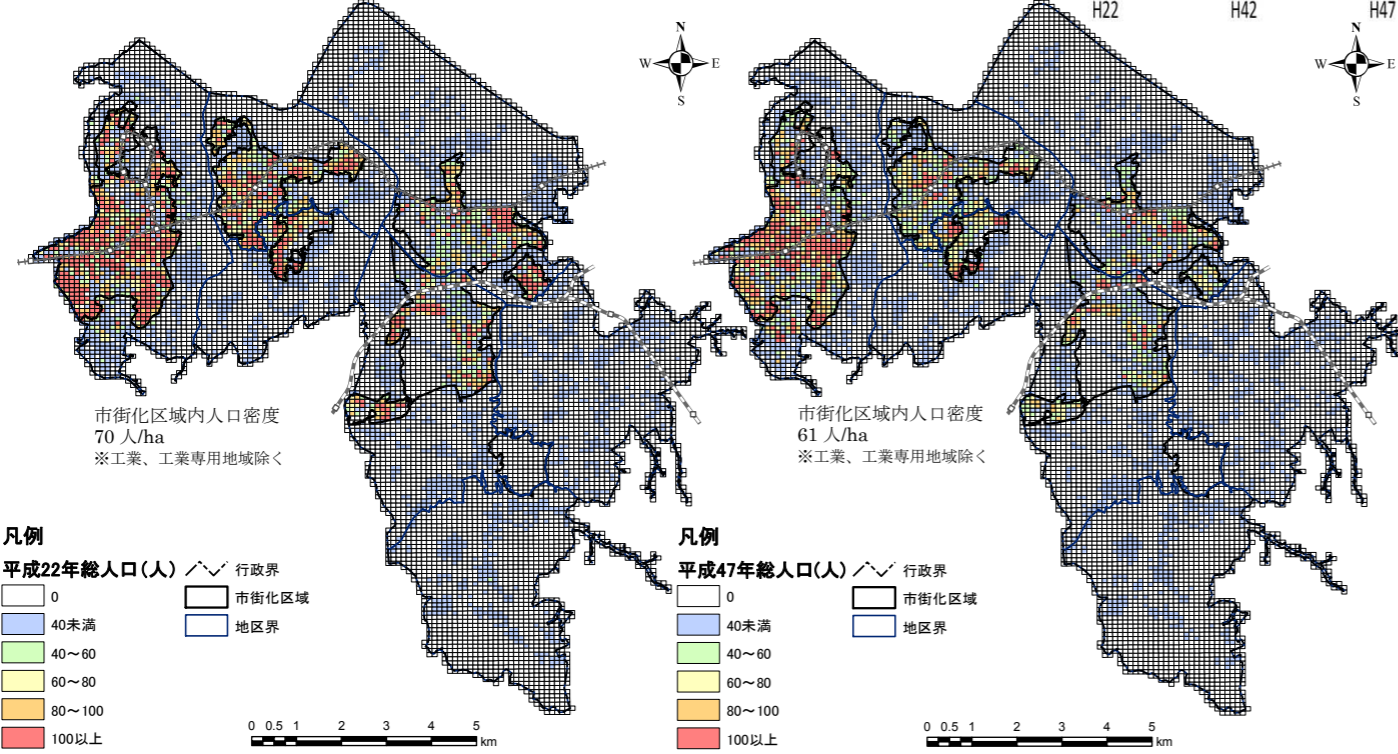 H22 H42 H47
N
W E
S
N
W E
S
市街化区域内人口密度
70 人/ha
※工業、工業専用地域除く
市街化区域内人口密度
61 人/ha
※工業、工業専用地域除く
凡例
平成22年総人口(人)
0
40未満
40～60
60～80
80～100
100以上
行政界
市街化区域
地区界
0 0.5 1 2 3 4 5
km
凡例
平成47年総人口(人)
0
40未満
40～60
60～80
80～100
100以上
行政界
市街化区域
地区界
0 0.5 1 2 3 4 5
km